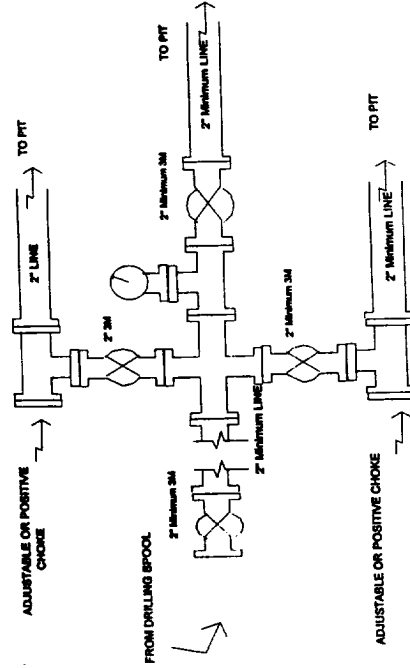 TO PIT
2" LINE
ADJUSTABLE OR POSITIVE
CHOKE
2" 3M
TO PIT
2" Minimum LINE
2" Minimum 3M
FROM DRILLING SPOOL
2" Minimum 3M
2" Minimum LINE
2" Minimum 3M
TO PIT
2" Minimum LINE
ADJUSTABLE OR POSITIVE CHOKE